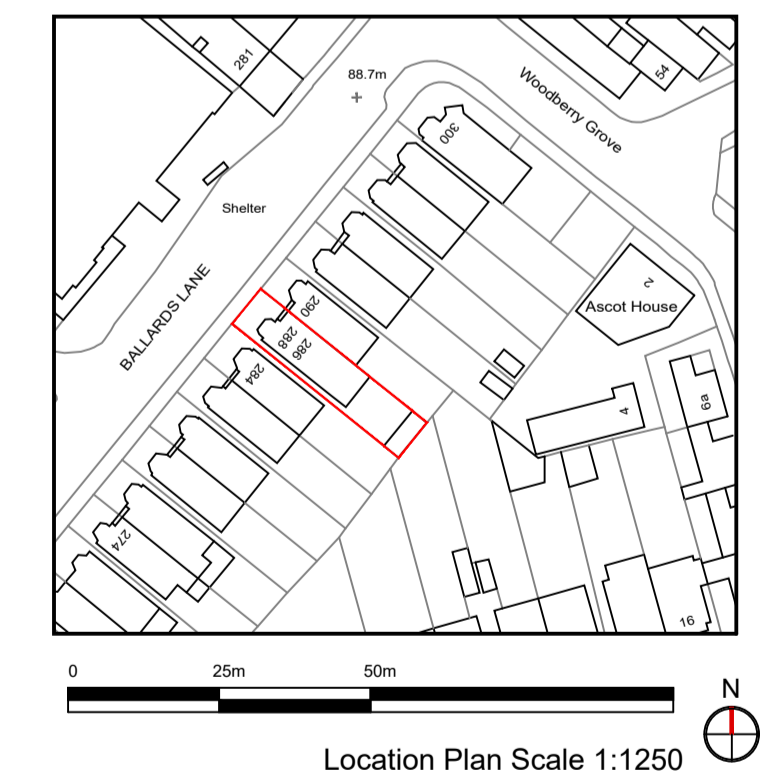 281
88.7m
54
Woodberry Grove
300
Shelter
2
BALLARDS LANE
290
288
286
Ascot House
284
6a
4
274
16
0 25m 50m
N
Location Plan Scale 1:1250